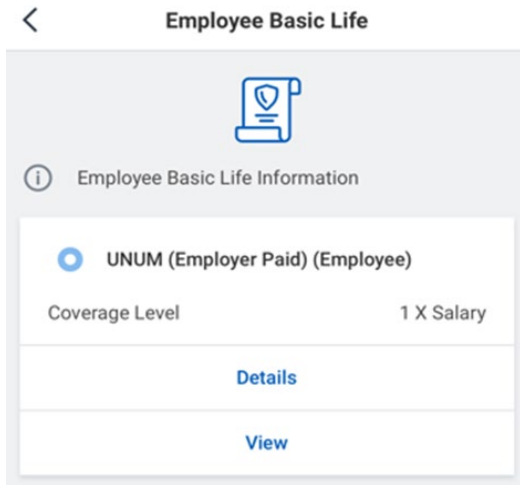 Employee Basic Life
Employee Basic Life Information
UNUM (Employer Paid) (Employee)
Coverage Level 1 X Salary
Details
View